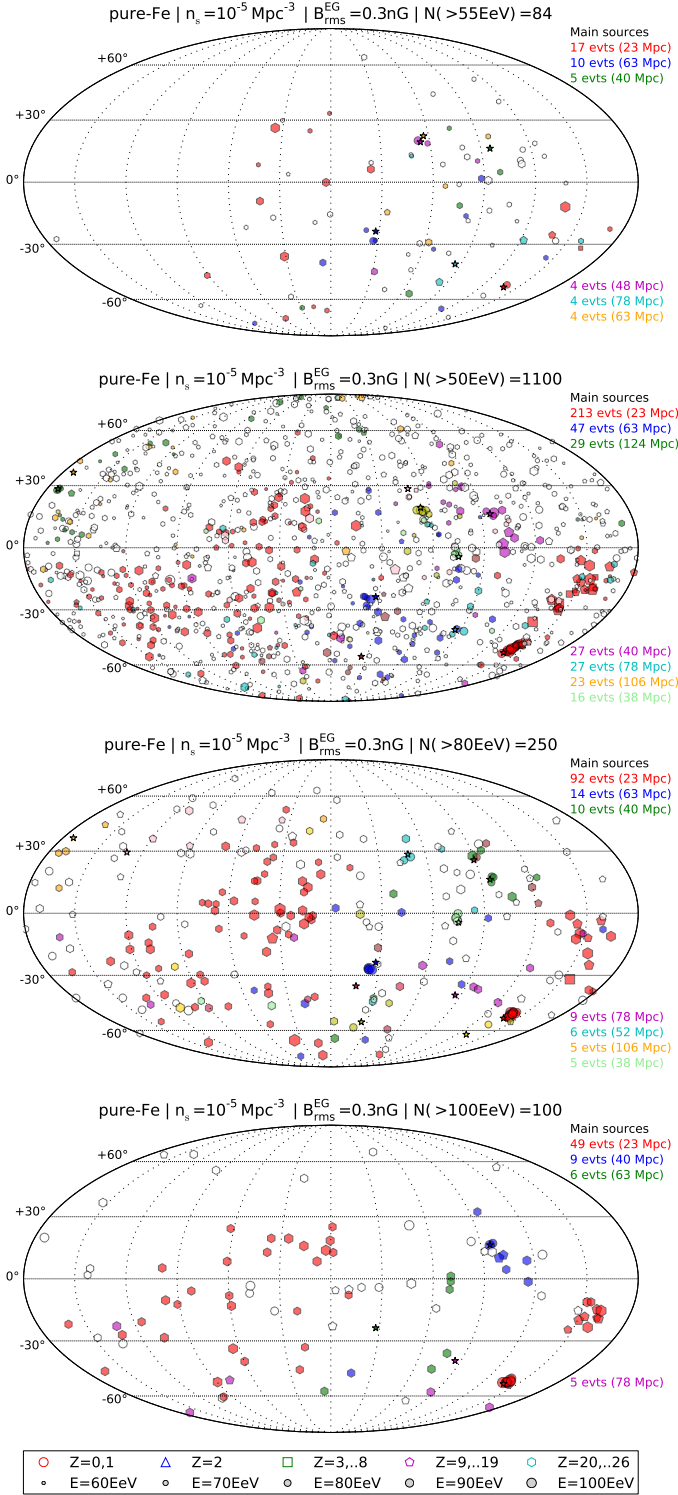 pure-Fe | n_s = 10^-5 Mpc^-3 | B_rms^EG = 0.3nG | N( >55EeV) = 84
Main sources
17 evts (23 Mpc)
10 evts (63 Mpc)
5 evts (40 Mpc)
+60°
+30°
0°
-30°
-60°
4 evts (48 Mpc)
4 evts (78 Mpc)
4 evts (63 Mpc)
pure-Fe | n_s = 10^-5 Mpc^-3 | B_rms^EG = 0.3nG | N( >50EeV) = 1100
Main sources
213 evts (23 Mpc)
47 evts (63 Mpc)
29 evts (124 Mpc)
+60°
+30°
0°
-30°
-60°
27 evts (40 Mpc)
27 evts (78 Mpc)
23 evts (106 Mpc)
16 evts (38 Mpc)
pure-Fe | n_s = 10^-5 Mpc^-3 | B_rms^EG = 0.3nG | N( >80EeV) = 250
Main sources
92 evts (23 Mpc)
14 evts (63 Mpc)
10 evts (40 Mpc)
+60°
+30°
0°
-30°
-60°
9 evts (78 Mpc)
6 evts (52 Mpc)
5 evts (106 Mpc)
5 evts (38 Mpc)
pure-Fe | n_s = 10^-5 Mpc^-3 | B_rms^EG = 0.3nG | N( >100EeV) = 100
Main sources
49 evts (23 Mpc)
9 evts (40 Mpc)
6 evts (63 Mpc)
+60°
+30°
0°
-30°
-60°
5 evts (78 Mpc)
Z=0,1 Z=2 Z=3,..8 Z=9,..19 Z=20,..26
E=60EeV E=70EeV E=80EeV E=90EeV E=100EeV